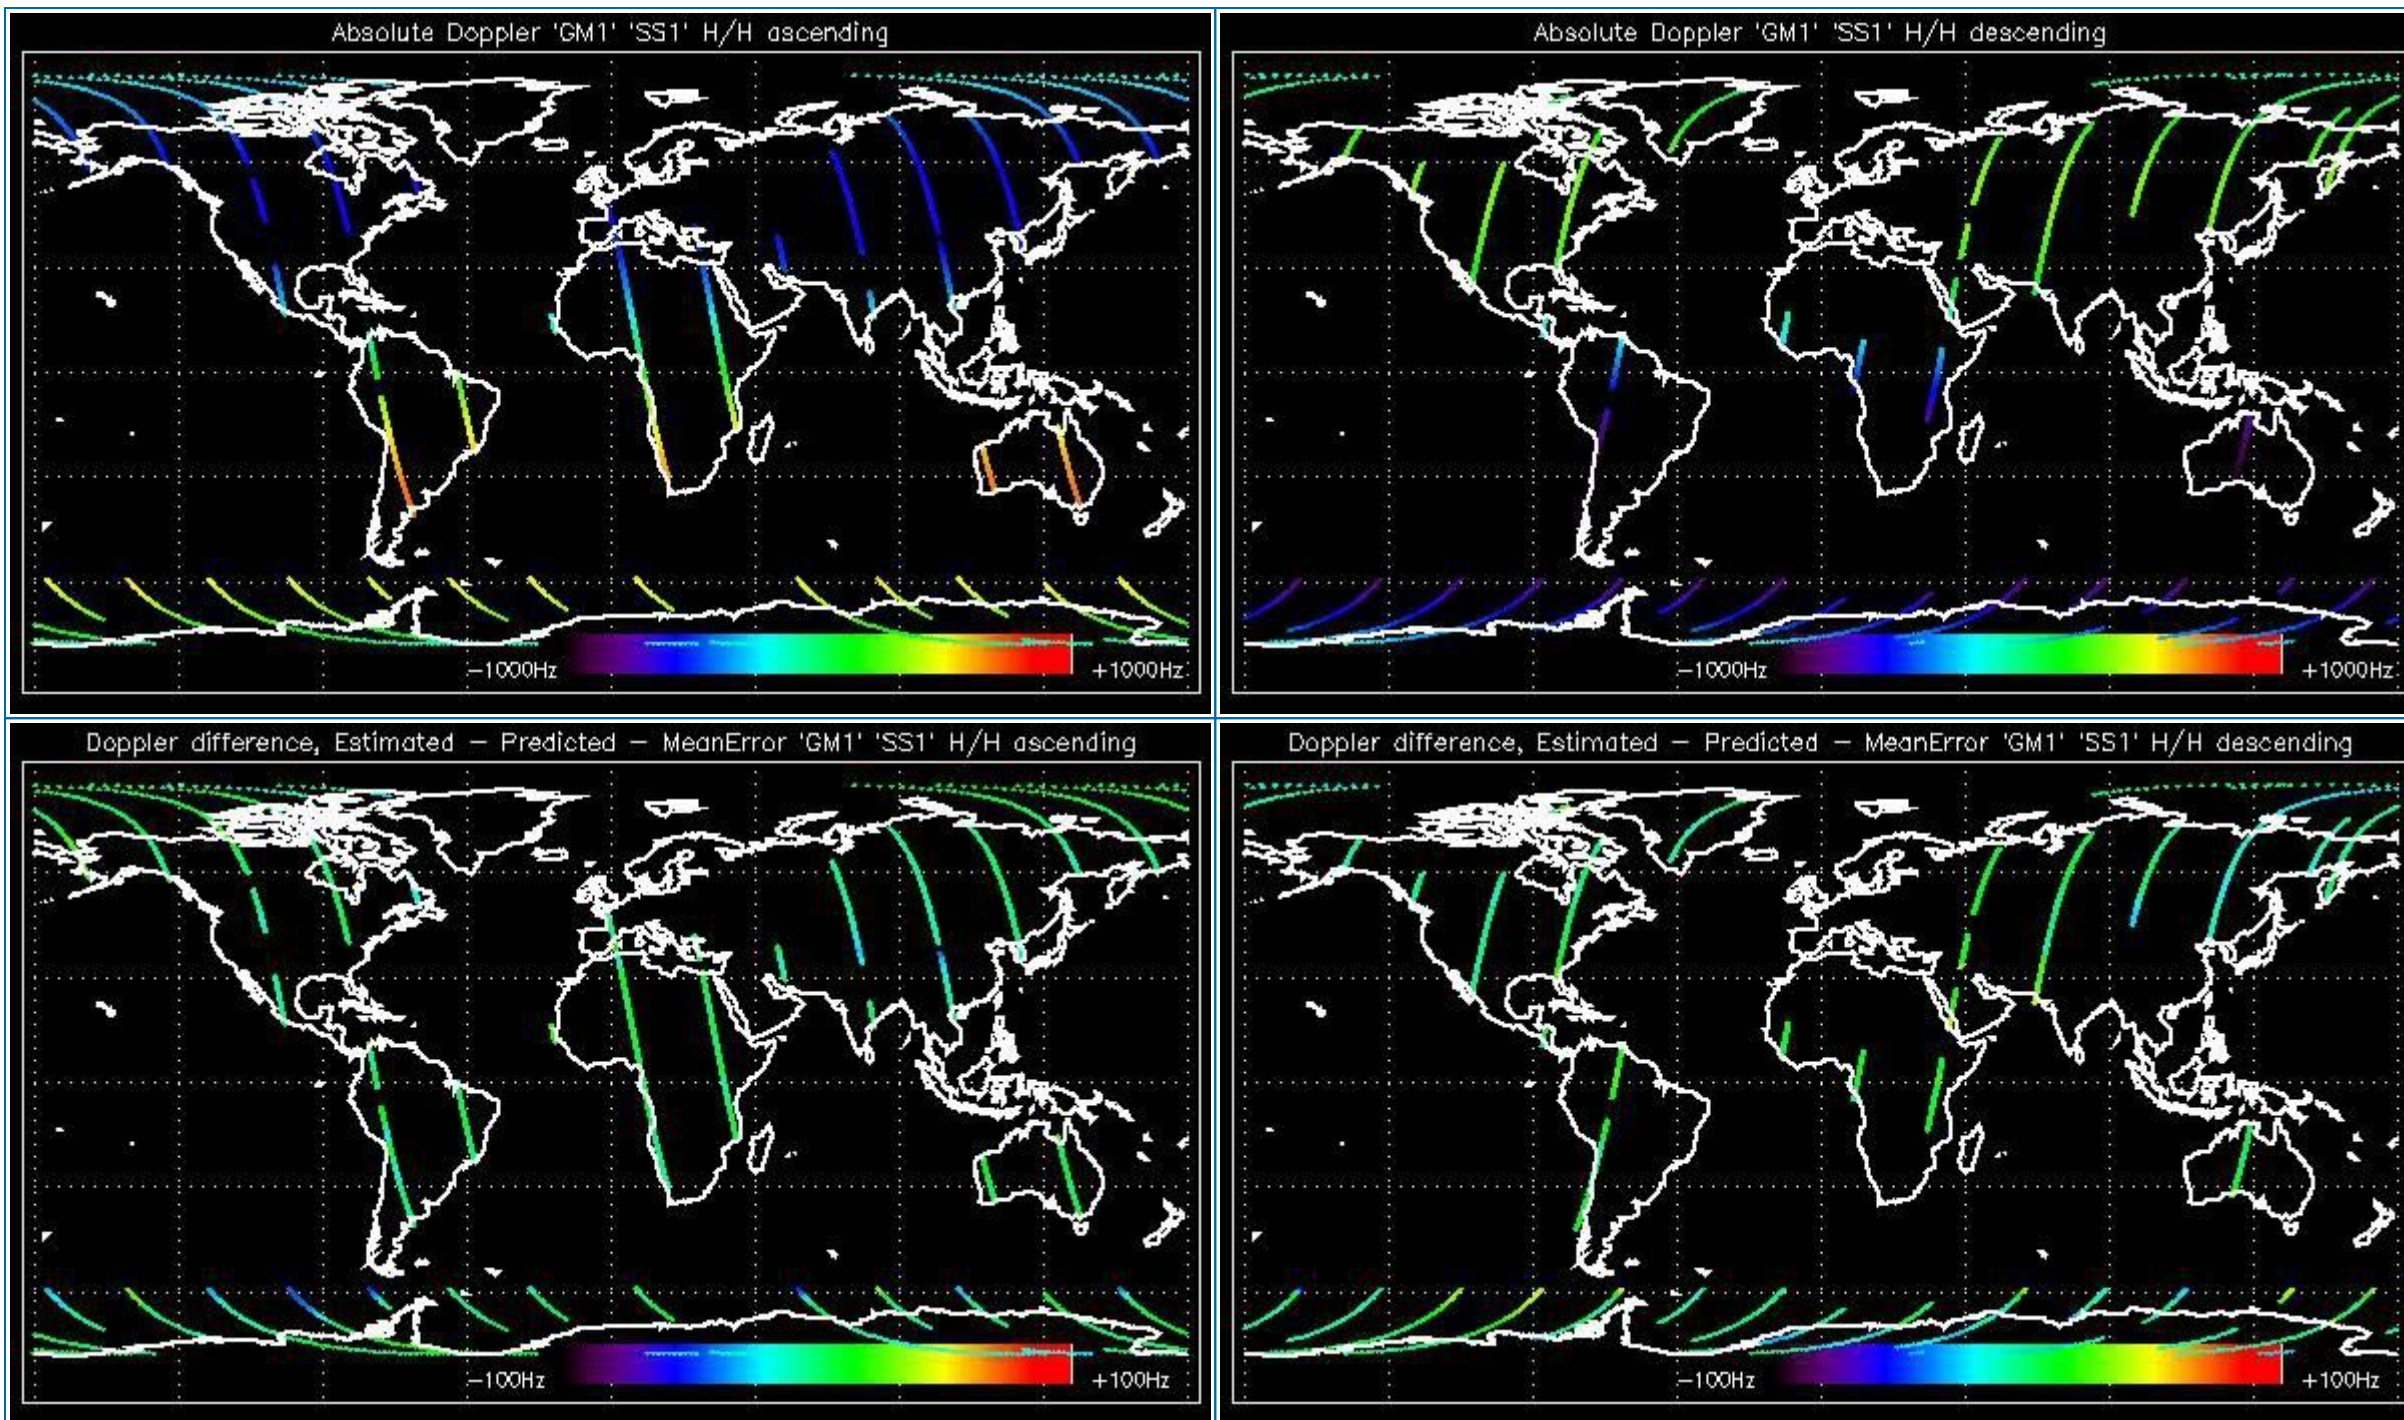 Absolute Doppler 'GM1' 'SS1' H/H ascending
-1000Hz
+1000Hz
Absolute Doppler 'GM1' 'SS1' H/H descending
-1000Hz
+1000Hz
Doppler difference, Estimated - Predicted - MeanError 'GM1' 'SS1' H/H ascending
-100Hz
+100Hz
Doppler difference, Estimated - Predicted - MeanError 'GM1' 'SS1' H/H descending
-100Hz
+100Hz